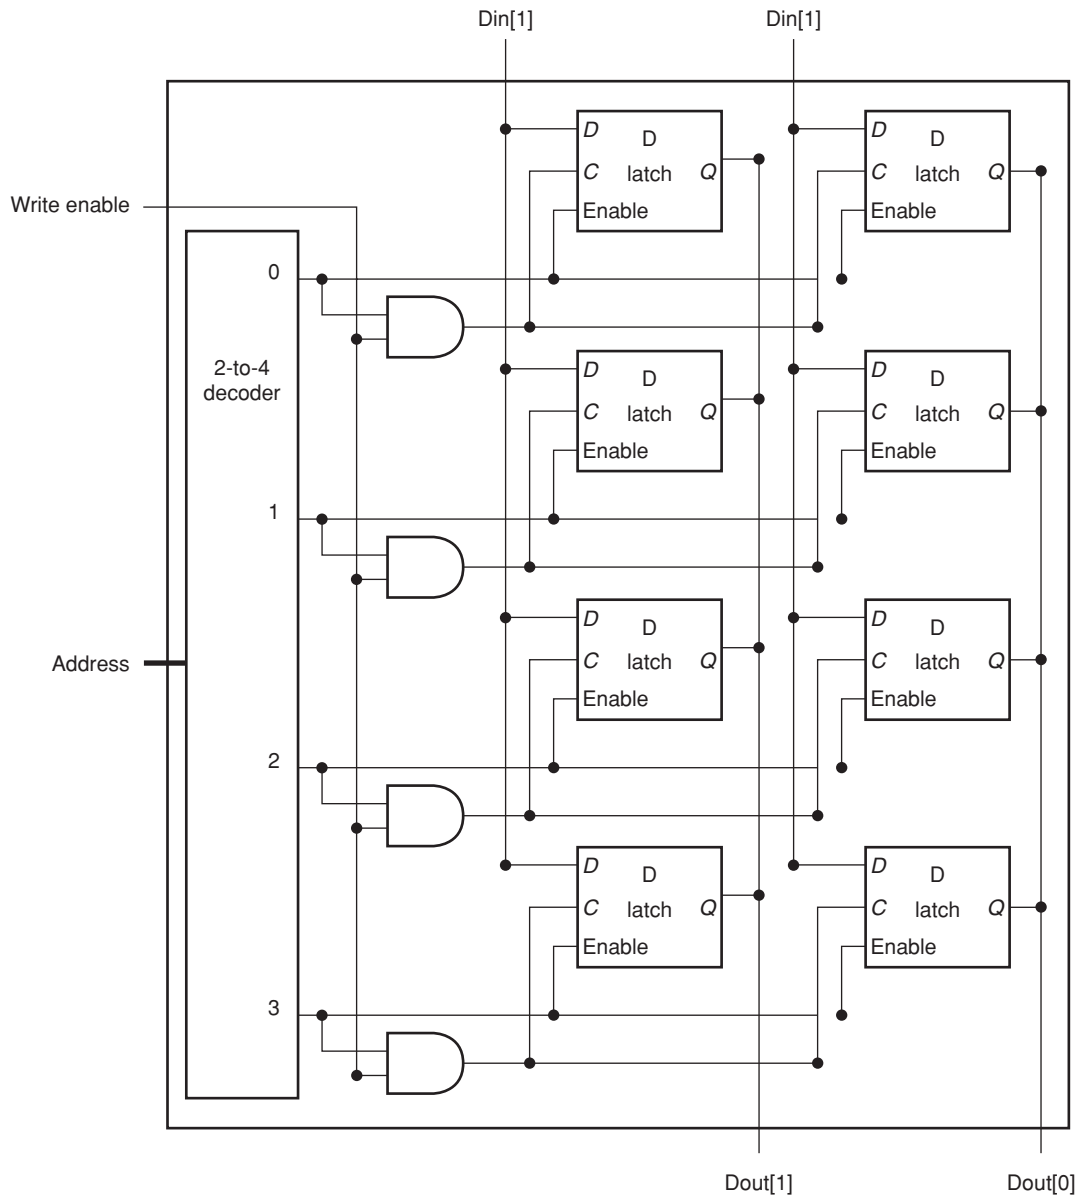 Din[1] Din[1]
D D
D D
C latch Q C latch Q
Write enable
Enable Enable
0
2-to-4
decoder
D D
D D
C latch Q C latch Q
Enable Enable
1
D D
D D
C latch Q C latch Q
Address
Enable Enable
2
D D
D D
C latch Q C latch Q
Enable Enable
3
Dout[1] Dout[0]